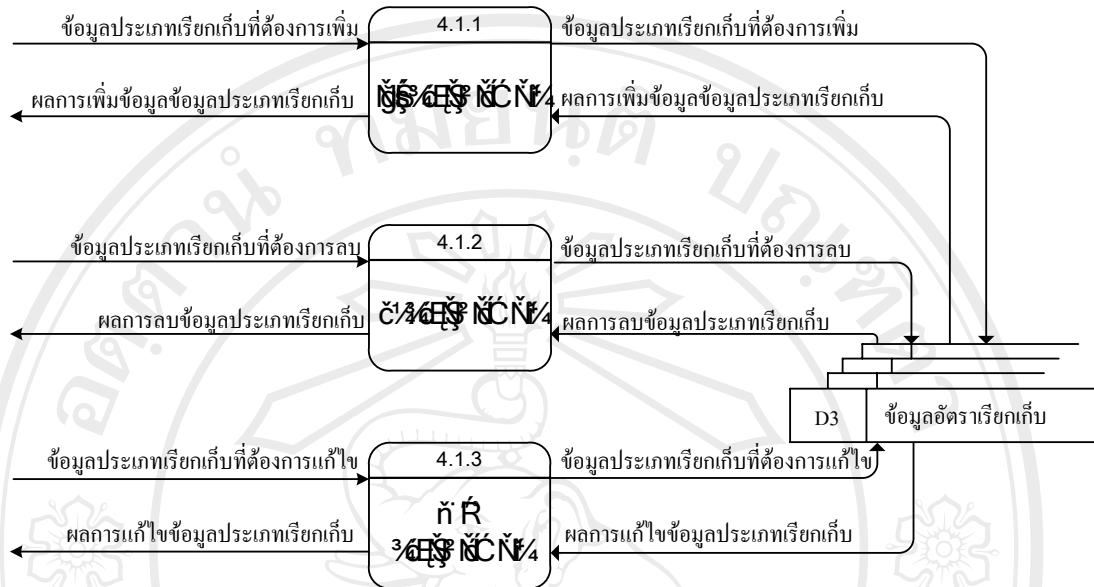 ข้อมูลประเภทเรียกเก็บที่ต้องการเพิ่ม
4.1.1
ข้อมูลประเภทเรียกเก็บที่ต้องการเพิ่ม
ผลการเพิ่มข้อมูลข้อมูลประเภทเรียกเก็บ
ผลการเพิ่มข้อมูลข้อมูลประเภทเรียกเก็บ
ข้อมูลประเภทเรียกเก็บที่ต้องการลบ
4.1.2
ข้อมูลประเภทเรียกเก็บที่ต้องการลบ
ผลการลบข้อมูลประเภทเรียกเก็บ
ผลการลบข้อมูลประเภทเรียกเก็บ
D3
ข้อมูลอัตราเรียกเก็บ
ข้อมูลประเภทเรียกเก็บที่ต้องการแก้ไข
4.1.3
ข้อมูลประเภทเรียกเก็บที่ต้องการแก้ไข
ผลการแก้ไขข้อมูลประเภทเรียกเก็บ
ผลการแก้ไขข้อมูลประเภทเรียกเก็บ